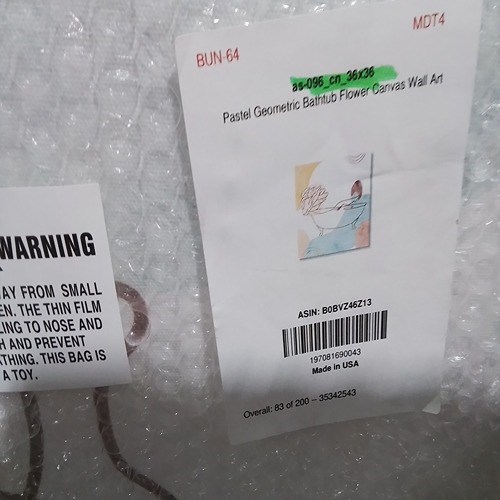 BUN-64
MDT4
as-096_cn_36x36
Pastel Geometric Bathtub Flower Canvas Wall Art
ASIN: B0BVZ46Z13
197081690043
Made in USA
Overall: 83 of 200 – 35342543
WARNING
AY FROM SMALL
EN. THE THIN FILM
LING TO NOSE AND
H AND PREVENT
THING. THIS BAG IS
A TOY.